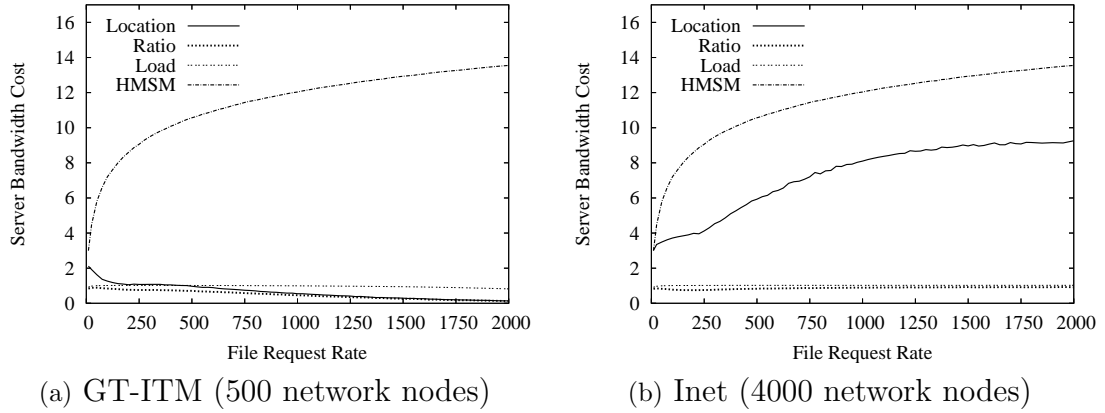 16
14
12
10
8
6
4
2
0
Server Bandwidth Cost
Location
Ratio
Load
HMSM
0 250 500 750 1000 1250 1500 1750 2000
File Request Rate
(a) GT-ITM (500 network nodes)
16
14
12
10
8
6
4
2
0
Server Bandwidth Cost
Location
Ratio
Load
HMSM
0 250 500 750 1000 1250 1500 1750 2000
File Request Rate
(b) Inet (4000 network nodes)